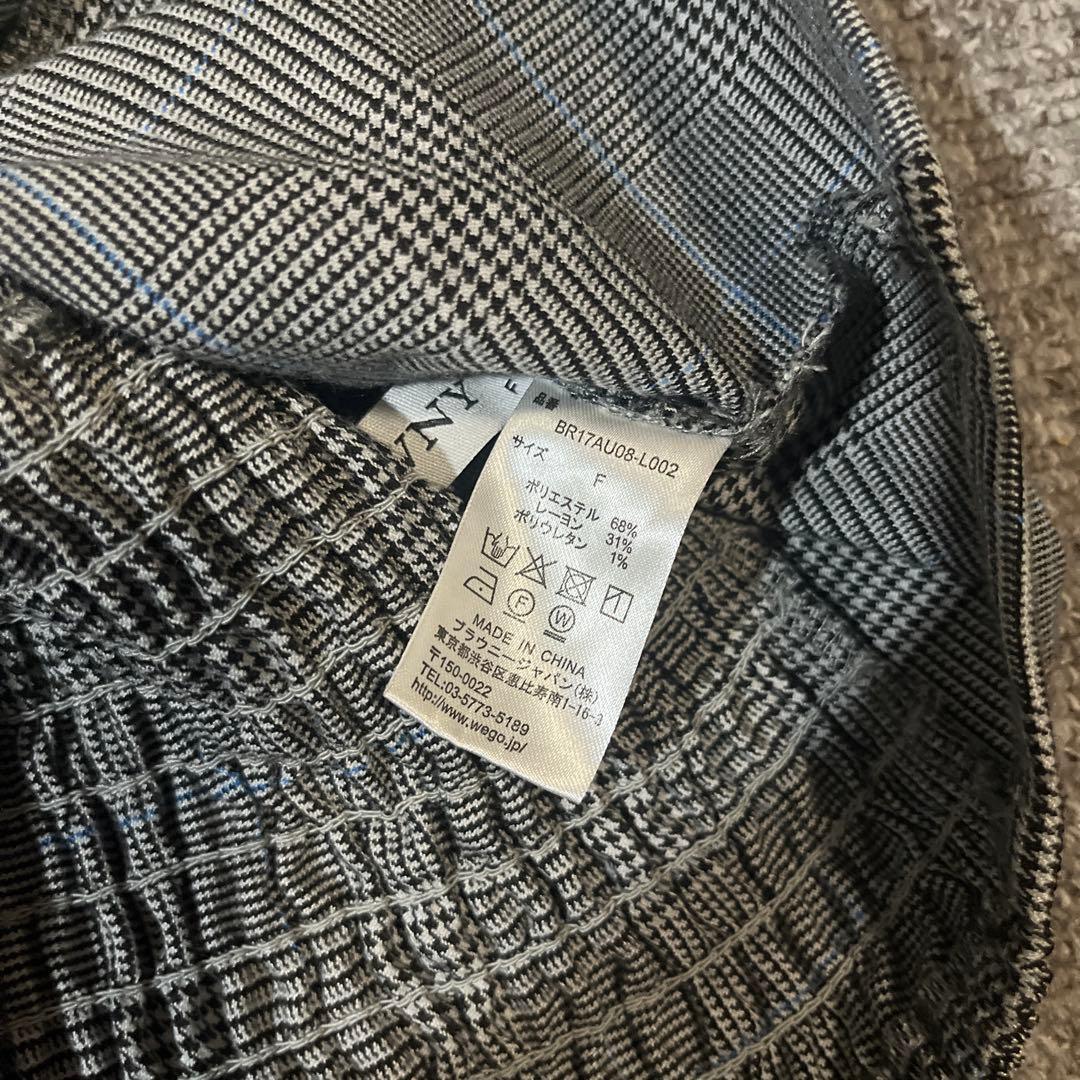 WNY
F
品番
BR17AU08-L002
サイズ
F
ポリエステル 68%
レーヨン 31%
ポリウレタン 1%
F
W
MADE IN CHINA
ブラウニージャパン(株)
東京都渋谷区恵比寿南1-16-
〒150-0022
TEL:03-5773-5189
http://www.wego.jp/